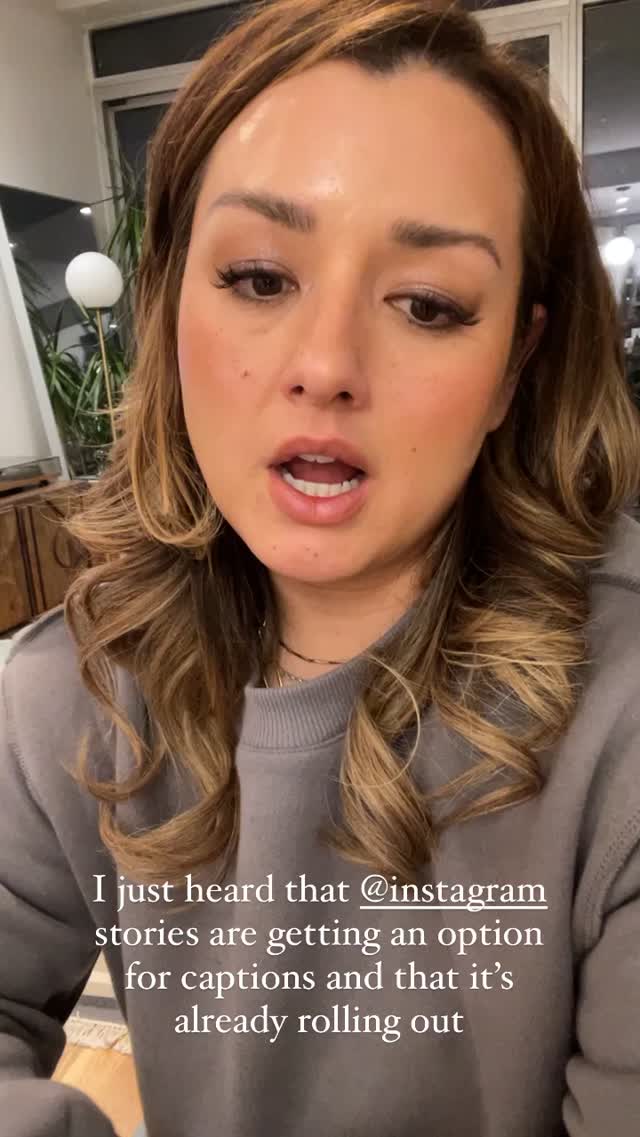 I just heard that @instagram
stories are getting an option
for captions and that it’s
already rolling out